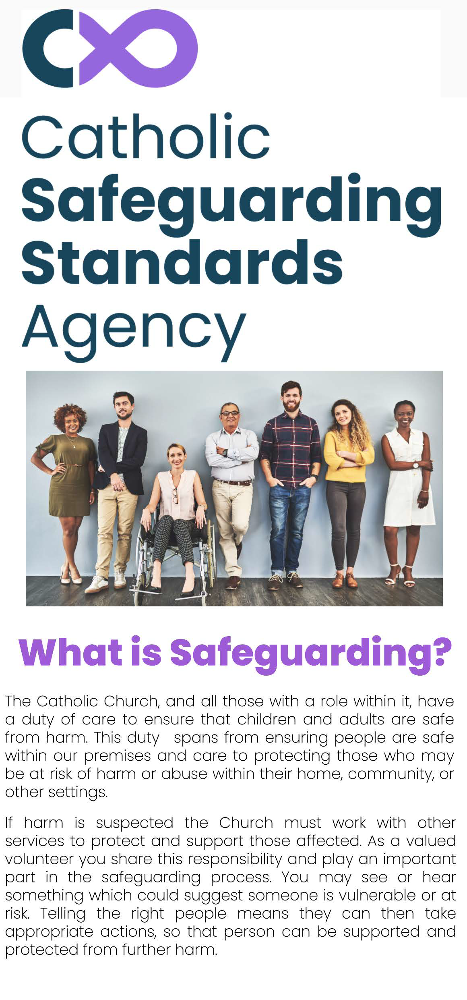 Catholic
Safeguarding
Standards
Agency
What is Safeguarding?
The Catholic Church, and all those with a role within it, have
a duty of care to ensure that children and adults are safe
from harm. This duty spans from ensuring people are safe
within our premises and care to protecting those who may
be at risk of harm or abuse within their home, community, or
other settings.
If harm is suspected the Church must work with other
services to protect and support those affected. As a valued
volunteer you share this responsibility and play an important
part in the safeguarding process. You may see or hear
something which could suggest someone is vulnerable or at
risk. Telling the right people means they can then take
appropriate actions, so that person can be supported and
protected from further harm.